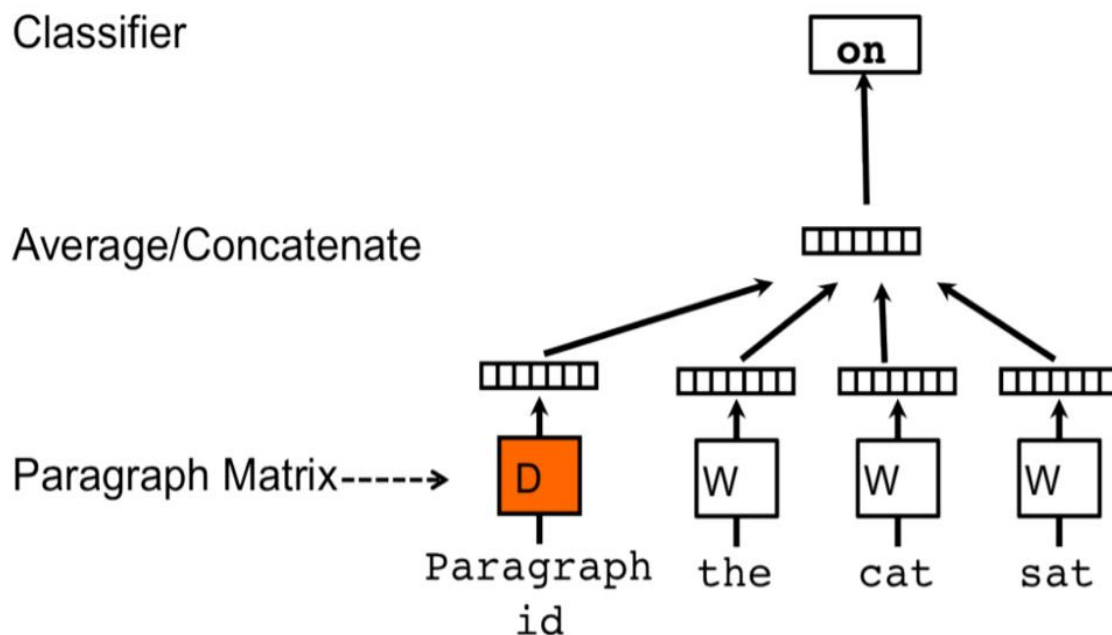 Classifier
on
Average/Concatenate
Paragraph Matrix
D
W
W
W
Paragraph
id
the
cat
sat